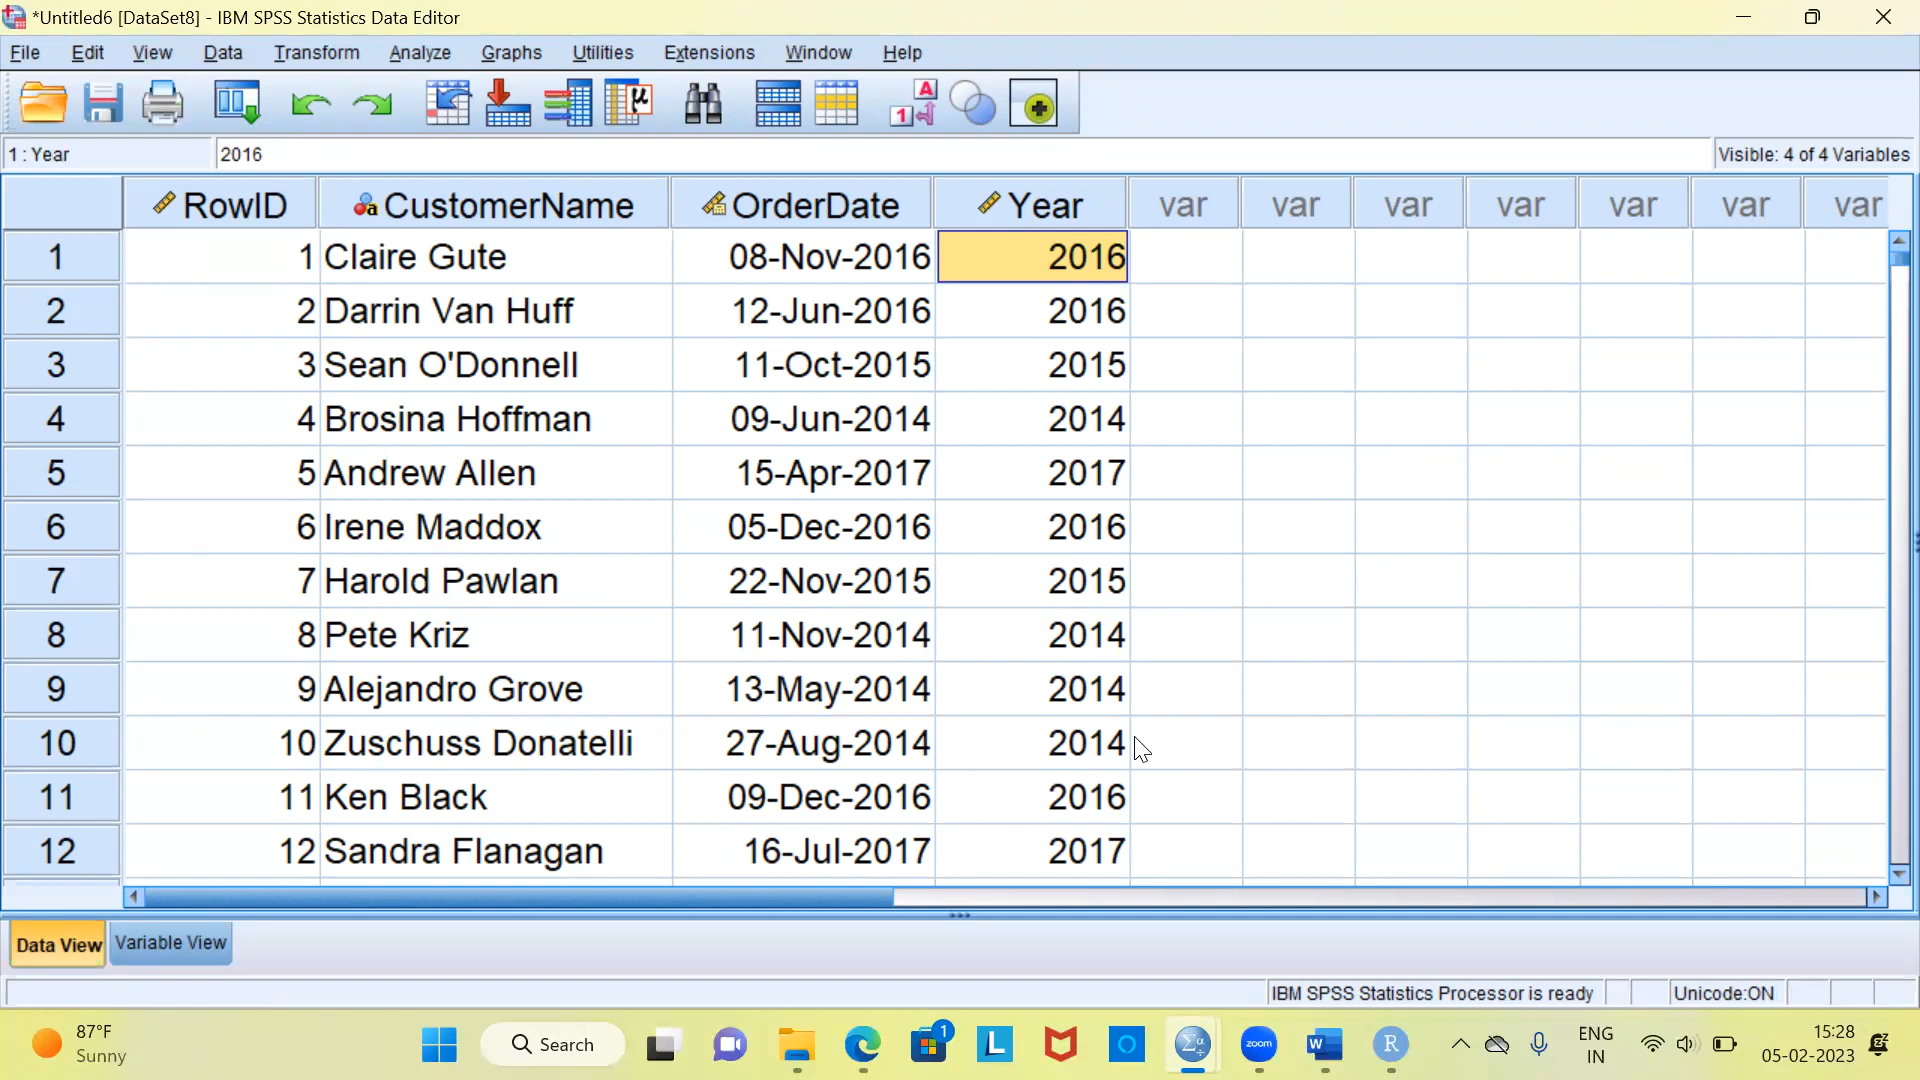 *Untitled6 [DataSet8] - IBM SPSS Statistics Data Editor
File Edit View Data Transform Analyze Graphs Utilities Extensions Window Help
1 : Year 2016 Visible: 4 of 4 Variables
RowID CustomerName OrderDate Year var var var var var var var
1 1 Claire Gute 08-Nov-2016 2016
2 2 Darrin Van Huff 12-Jun-2016 2016
3 3 Sean O'Donnell 11-Oct-2015 2015
4 4 Brosina Hoffman 09-Jun-2014 2014
5 5 Andrew Allen 15-Apr-2017 2017
6 6 Irene Maddox 05-Dec-2016 2016
7 7 Harold Pawlan 22-Nov-2015 2015
8 8 Pete Kriz 11-Nov-2014 2014
9 9 Alejandro Grove 13-May-2014 2014
10 10 Zuschuss Donatelli 27-Aug-2014 2014
11 11 Ken Black 09-Dec-2016 2016
12 12 Sandra Flanagan 16-Jul-2017 2017
Data View Variable View
IBM SPSS Statistics Processor is ready Unicode:ON
87°F
Sunny
Search
1
zoom
ENG
IN
15:28
05-02-2023